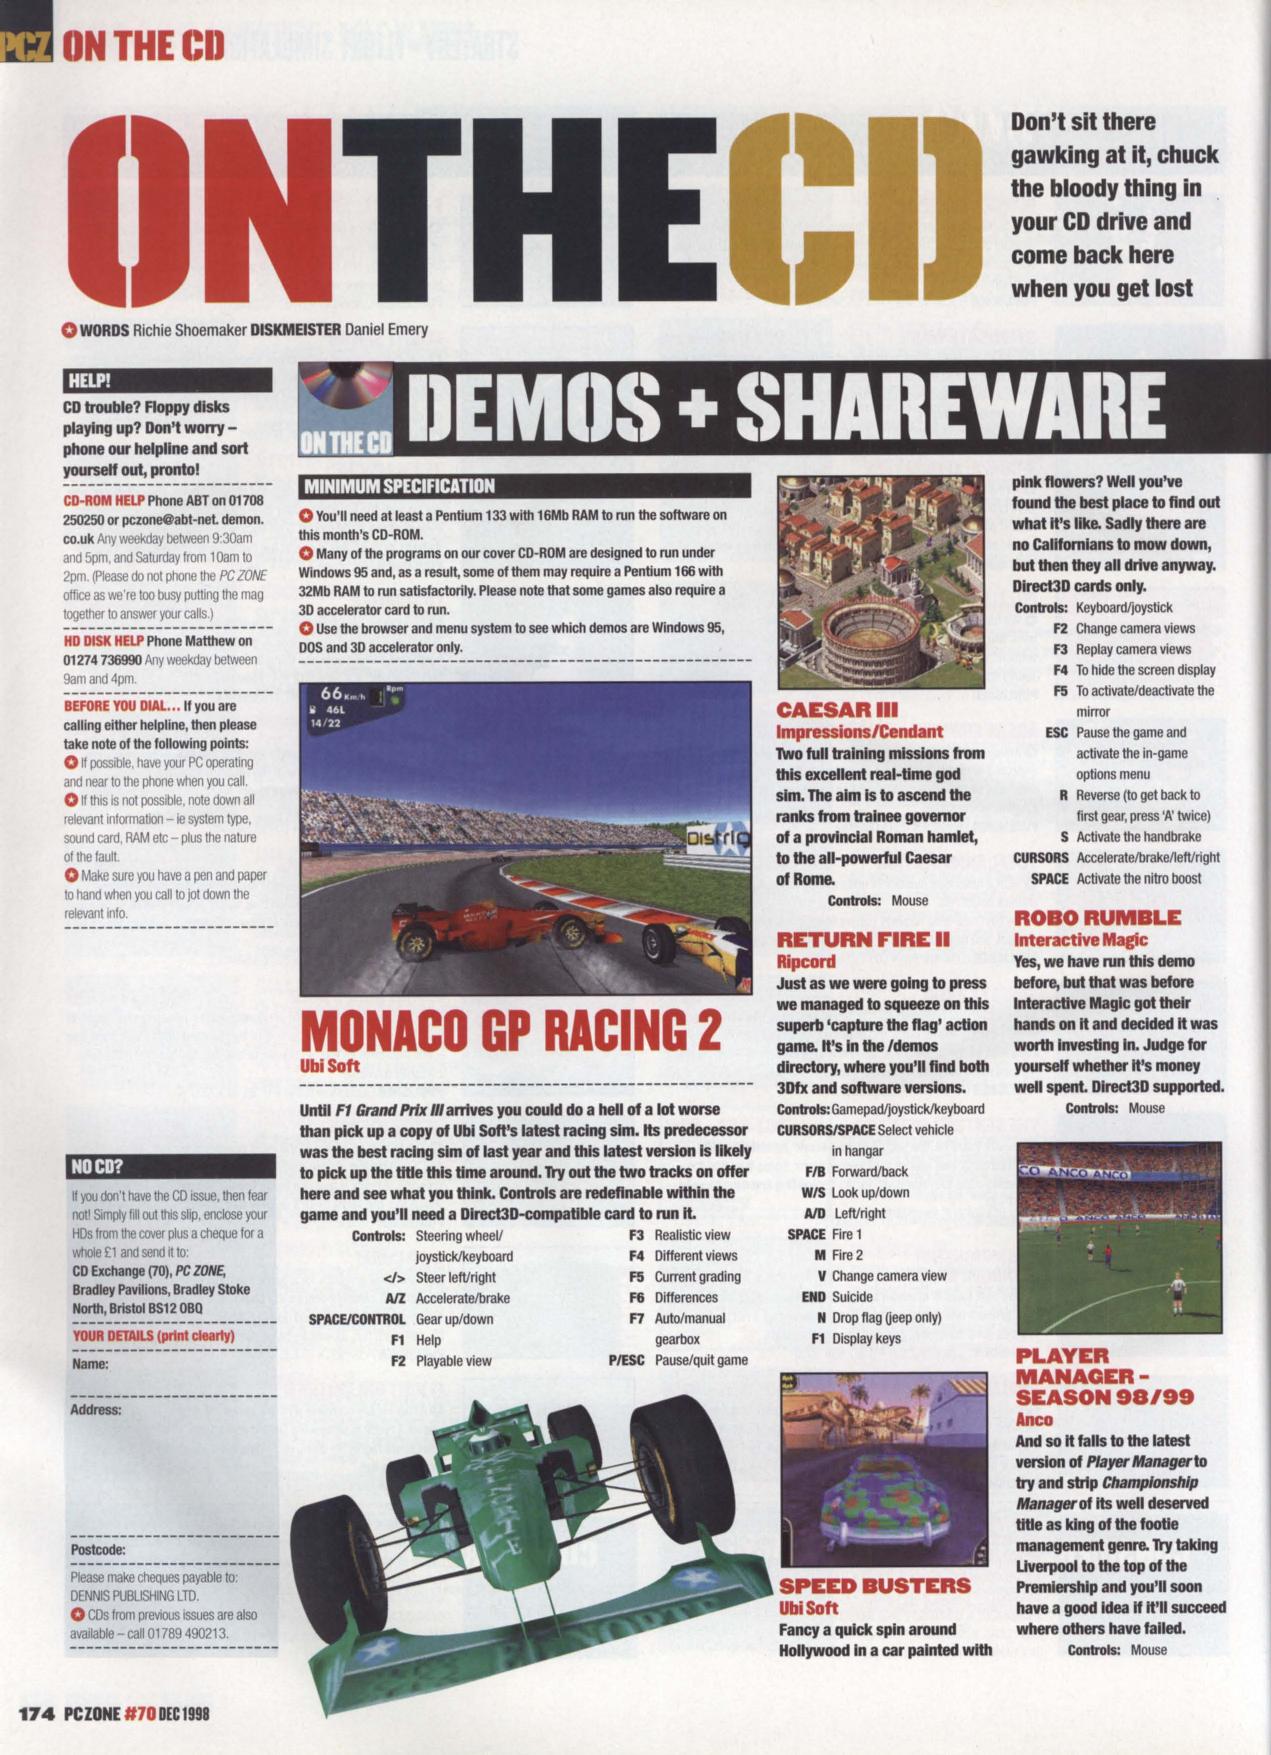 PCZ ON THE CD
ON THE CD
Don't sit there
gawking at it, chuck
the bloody thing in
your CD drive and
come back here
when you get lost
WORDS Richie Shoemaker DISKMEISTER Daniel Emery
HELP!
CD trouble? Floppy disks
playing up? Don't worry –
phone our helpline and sort
yourself out, pronto!
CD-ROM HELP Phone ABT on 01708
250250 or pczone@abt-net. demon.
co.uk Any weekday between 9:30am
and 5pm, and Saturday from 10am to
2pm. (Please do not phone the PC ZONE
office as we're too busy putting the mag
together to answer your calls.)
HD DISK HELP Phone Matthew on
01274 736990 Any weekday between
9am and 4pm.
BEFORE YOU DIAL... If you are
calling either helpline, then please
take note of the following points:
If possible, have your PC operating
and near to the phone when you call.
If this is not possible, note down all
relevant information – ie system type,
sound card, RAM etc – plus the nature
of the fault.
Make sure you have a pen and paper
to hand when you call to jot down the
relevant info.
NO CD?
If you don't have the CD issue, then fear
not! Simply fill out this slip, enclose your
HDs from the cover plus a cheque for a
whole £1 and send it to:
CD Exchange (70), PC ZONE,
Bradley Pavilions, Bradley Stoke
North, Bristol BS12 0BQ
YOUR DETAILS (print clearly)
Name:
Address:
Postcode:
Please make cheques payable to:
DENNIS PUBLISHING LTD.
CDs from previous issues are also
available – call 01789 490213.
ON THE CD
DEMOS + SHAREWARE
MINIMUM SPECIFICATION
You'll need at least a Pentium 133 with 16Mb RAM to run the software on
this month's CD-ROM.
Many of the programs on our cover CD-ROM are designed to run under
Windows 95 and, as a result, some of them may require a Pentium 166 with
32Mb RAM to run satisfactorily. Please note that some games also require a
3D accelerator card to run.
Use the browser and menu system to see which demos are Windows 95,
DOS and 3D accelerator only.
66 Km/h Rpm
46L
14/22
Distric
MONACO GP RACING 2
Ubi Soft
Until F1 Grand Prix III arrives you could do a hell of a lot worse
than pick up a copy of Ubi Soft's latest racing sim. Its predecessor
was the best racing sim of last year and this latest version is likely
to pick up the title this time around. Try out the two tracks on offer
here and see what you think. Controls are redefinable within the
game and you'll need a Direct3D-compatible card to run it.
Controls: Steering wheel/
joystick/keyboard
</> Steer left/right
A/Z Accelerate/brake
SPACE/CONTROL Gear up/down
F1 Help
F2 Playable view
F3 Realistic view
F4 Different views
F5 Current grading
F6 Differences
F7 Auto/manual
gearbox
P/ESC Pause/quit game
CAESAR III
Impressions/Cendant
Two full training missions from
this excellent real-time god
sim. The aim is to ascend the
ranks from trainee governor
of a provincial Roman hamlet,
to the all-powerful Caesar
of Rome.
Controls: Mouse
RETURN FIRE II
Ripcord
Just as we were going to press
we managed to squeeze on this
superb 'capture the flag' action
game. It's in the /demos
directory, where you'll find both
3Dfx and software versions.
Controls: Gamepad/joystick/keyboard
CURSORS/SPACE Select vehicle
in hangar
F/B Forward/back
W/S Look up/down
A/D Left/right
SPACE Fire 1
M Fire 2
V Change camera view
END Suicide
N Drop flag (jeep only)
F1 Display keys
SPEED BUSTERS
Ubi Soft
Fancy a quick spin around
Hollywood in a car painted with
pink flowers? Well you've
found the best place to find out
what it's like. Sadly there are
no Californians to mow down,
but then they all drive anyway.
Direct3D cards only.
Controls: Keyboard/joystick
F2 Change camera views
F3 Replay camera views
F4 To hide the screen display
F5 To activate/deactivate the
mirror
ESC Pause the game and
activate the in-game
options menu
R Reverse (to get back to
first gear, press 'A' twice)
S Activate the handbrake
CURSORS Accelerate/brake/left/right
SPACE Activate the nitro boost
ROBO RUMBLE
Interactive Magic
Yes, we have run this demo
before, but that was before
Interactive Magic got their
hands on it and decided it was
worth investing in. Judge for
yourself whether it's money
well spent. Direct3D supported.
Controls: Mouse
CO ANCO ANCO
PLAYER
MANAGER –
SEASON 98/99
Anco
And so it falls to the latest
version of Player Manager to
try and strip Championship
Manager of its well deserved
title as king of the footie
management genre. Try taking
Liverpool to the top of the
Premiership and you'll soon
have a good idea if it'll succeed
where others have failed.
Controls: Mouse
174 PCZONE #70 DEC 1998